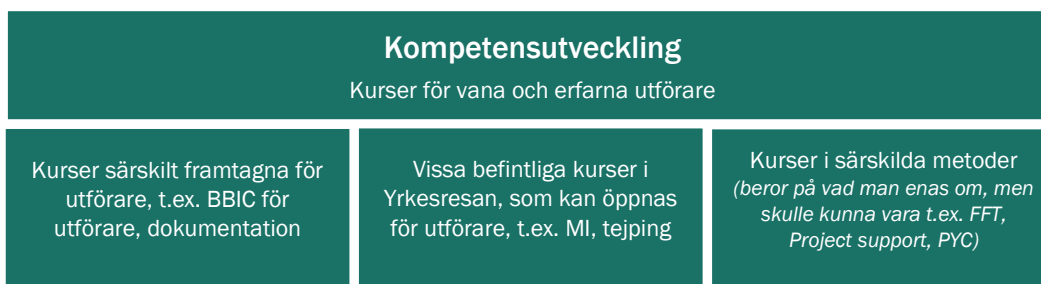 Kompetensutveckling
Kurser för vana och erfarna utförare
Kurser särskilt framtagna för
utförare, t.ex. BBIC för
utförare, dokumentation
Vissa befintliga kurser i
Yrkesresan, som kan öppnas
för utförare, t.ex. MI, tejping
Kurser i särskilda metoder
(beror på vad man enas om, men
skulle kunna vara t.ex. FFT,
Project support, PYC)